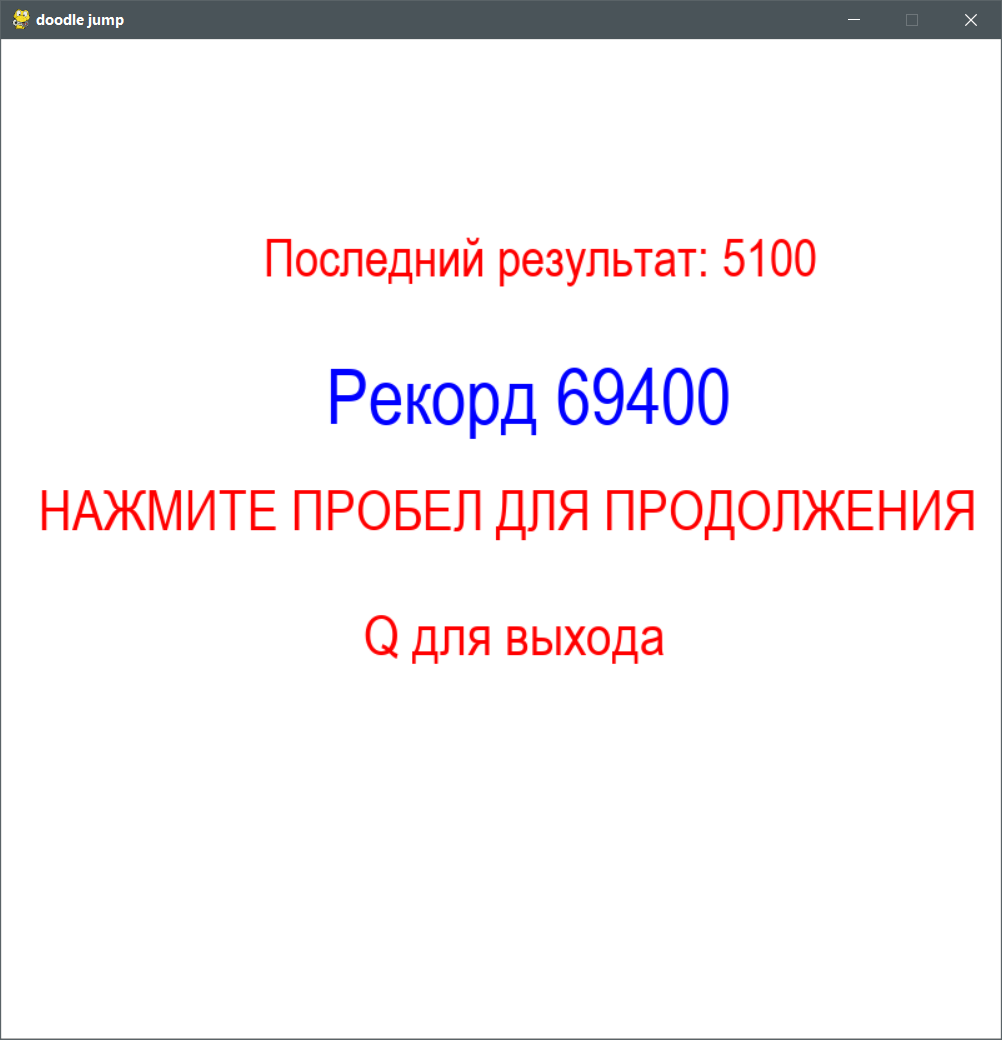 doodle jump
Последний результат: 5100
Рекорд 69400
НАЖМИТЕ ПРОБЕЛ ДЛЯ ПРОДОЛЖЕНИЯ
Q для выхода